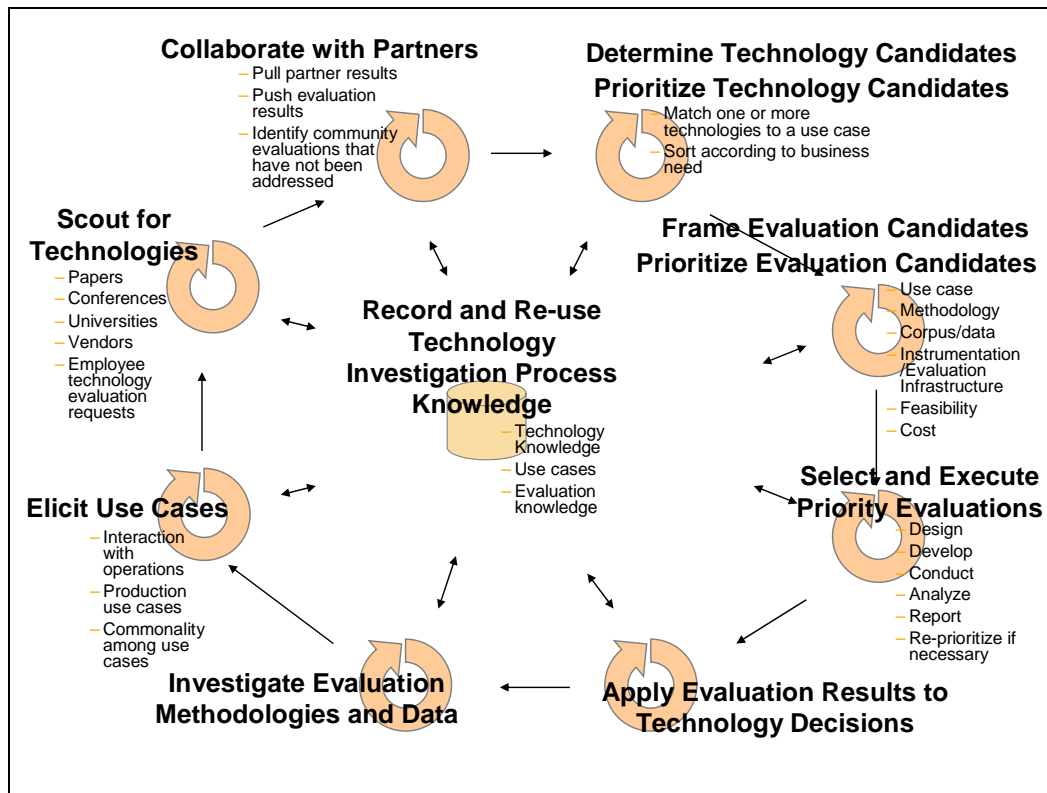 Collaborate with Partners
– Pull partner results
– Push evaluation
results
– Identify community
evaluations that
have not been
addressed
Determine Technology Candidates
Prioritize Technology Candidates
– Match one or more
technologies to a use case
– Sort according to business
need
Scout for
Technologies
– Papers
– Conferences
– Universities
– Vendors
– Employee
technology
evaluation
requests
Frame Evaluation Candidates
Prioritize Evaluation Candidates
– Use case
– Methodology
– Corpus/data
– Instrumentation
/Evaluation
Infrastructure
– Feasibility
– Cost
Record and Re-use
Technology
Investigation Process
Knowledge
– Technology
Knowledge
– Use cases
– Evaluation
knowledge
Elicit Use Cases
– Interaction
with
operations
– Production
use cases
– Commonality
among use
cases
Select and Execute
Priority Evaluations
– Design
– Develop
– Conduct
– Analyze
– Report
– Re-prioritize if
necessary
Investigate Evaluation
Methodologies and Data
Apply Evaluation Results to
Technology Decisions